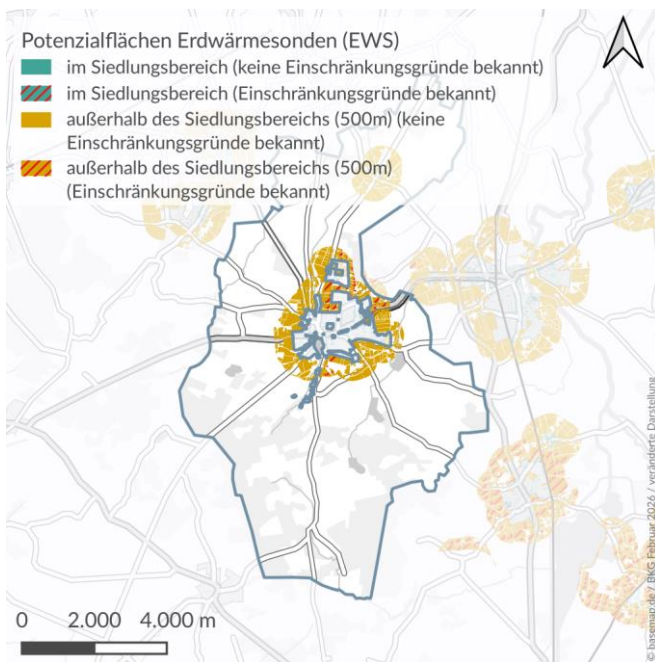 Potenzialflächen Erdwärmesonden (EWS)
im Siedlungsbereich (keine Einschränkungsgründe bekannt)
im Siedlungsbereich (Einschränkungsgründe bekannt)
außerhalb des Siedlungsbereichs (500m) (keine
Einschränkungsgründe bekannt)
außerhalb des Siedlungsbereichs (500m)
(Einschränkungsgründe bekannt)
0 2.000 4.000 m
© basemap.de / BKG Februar 2026 / veränderte Darstellung